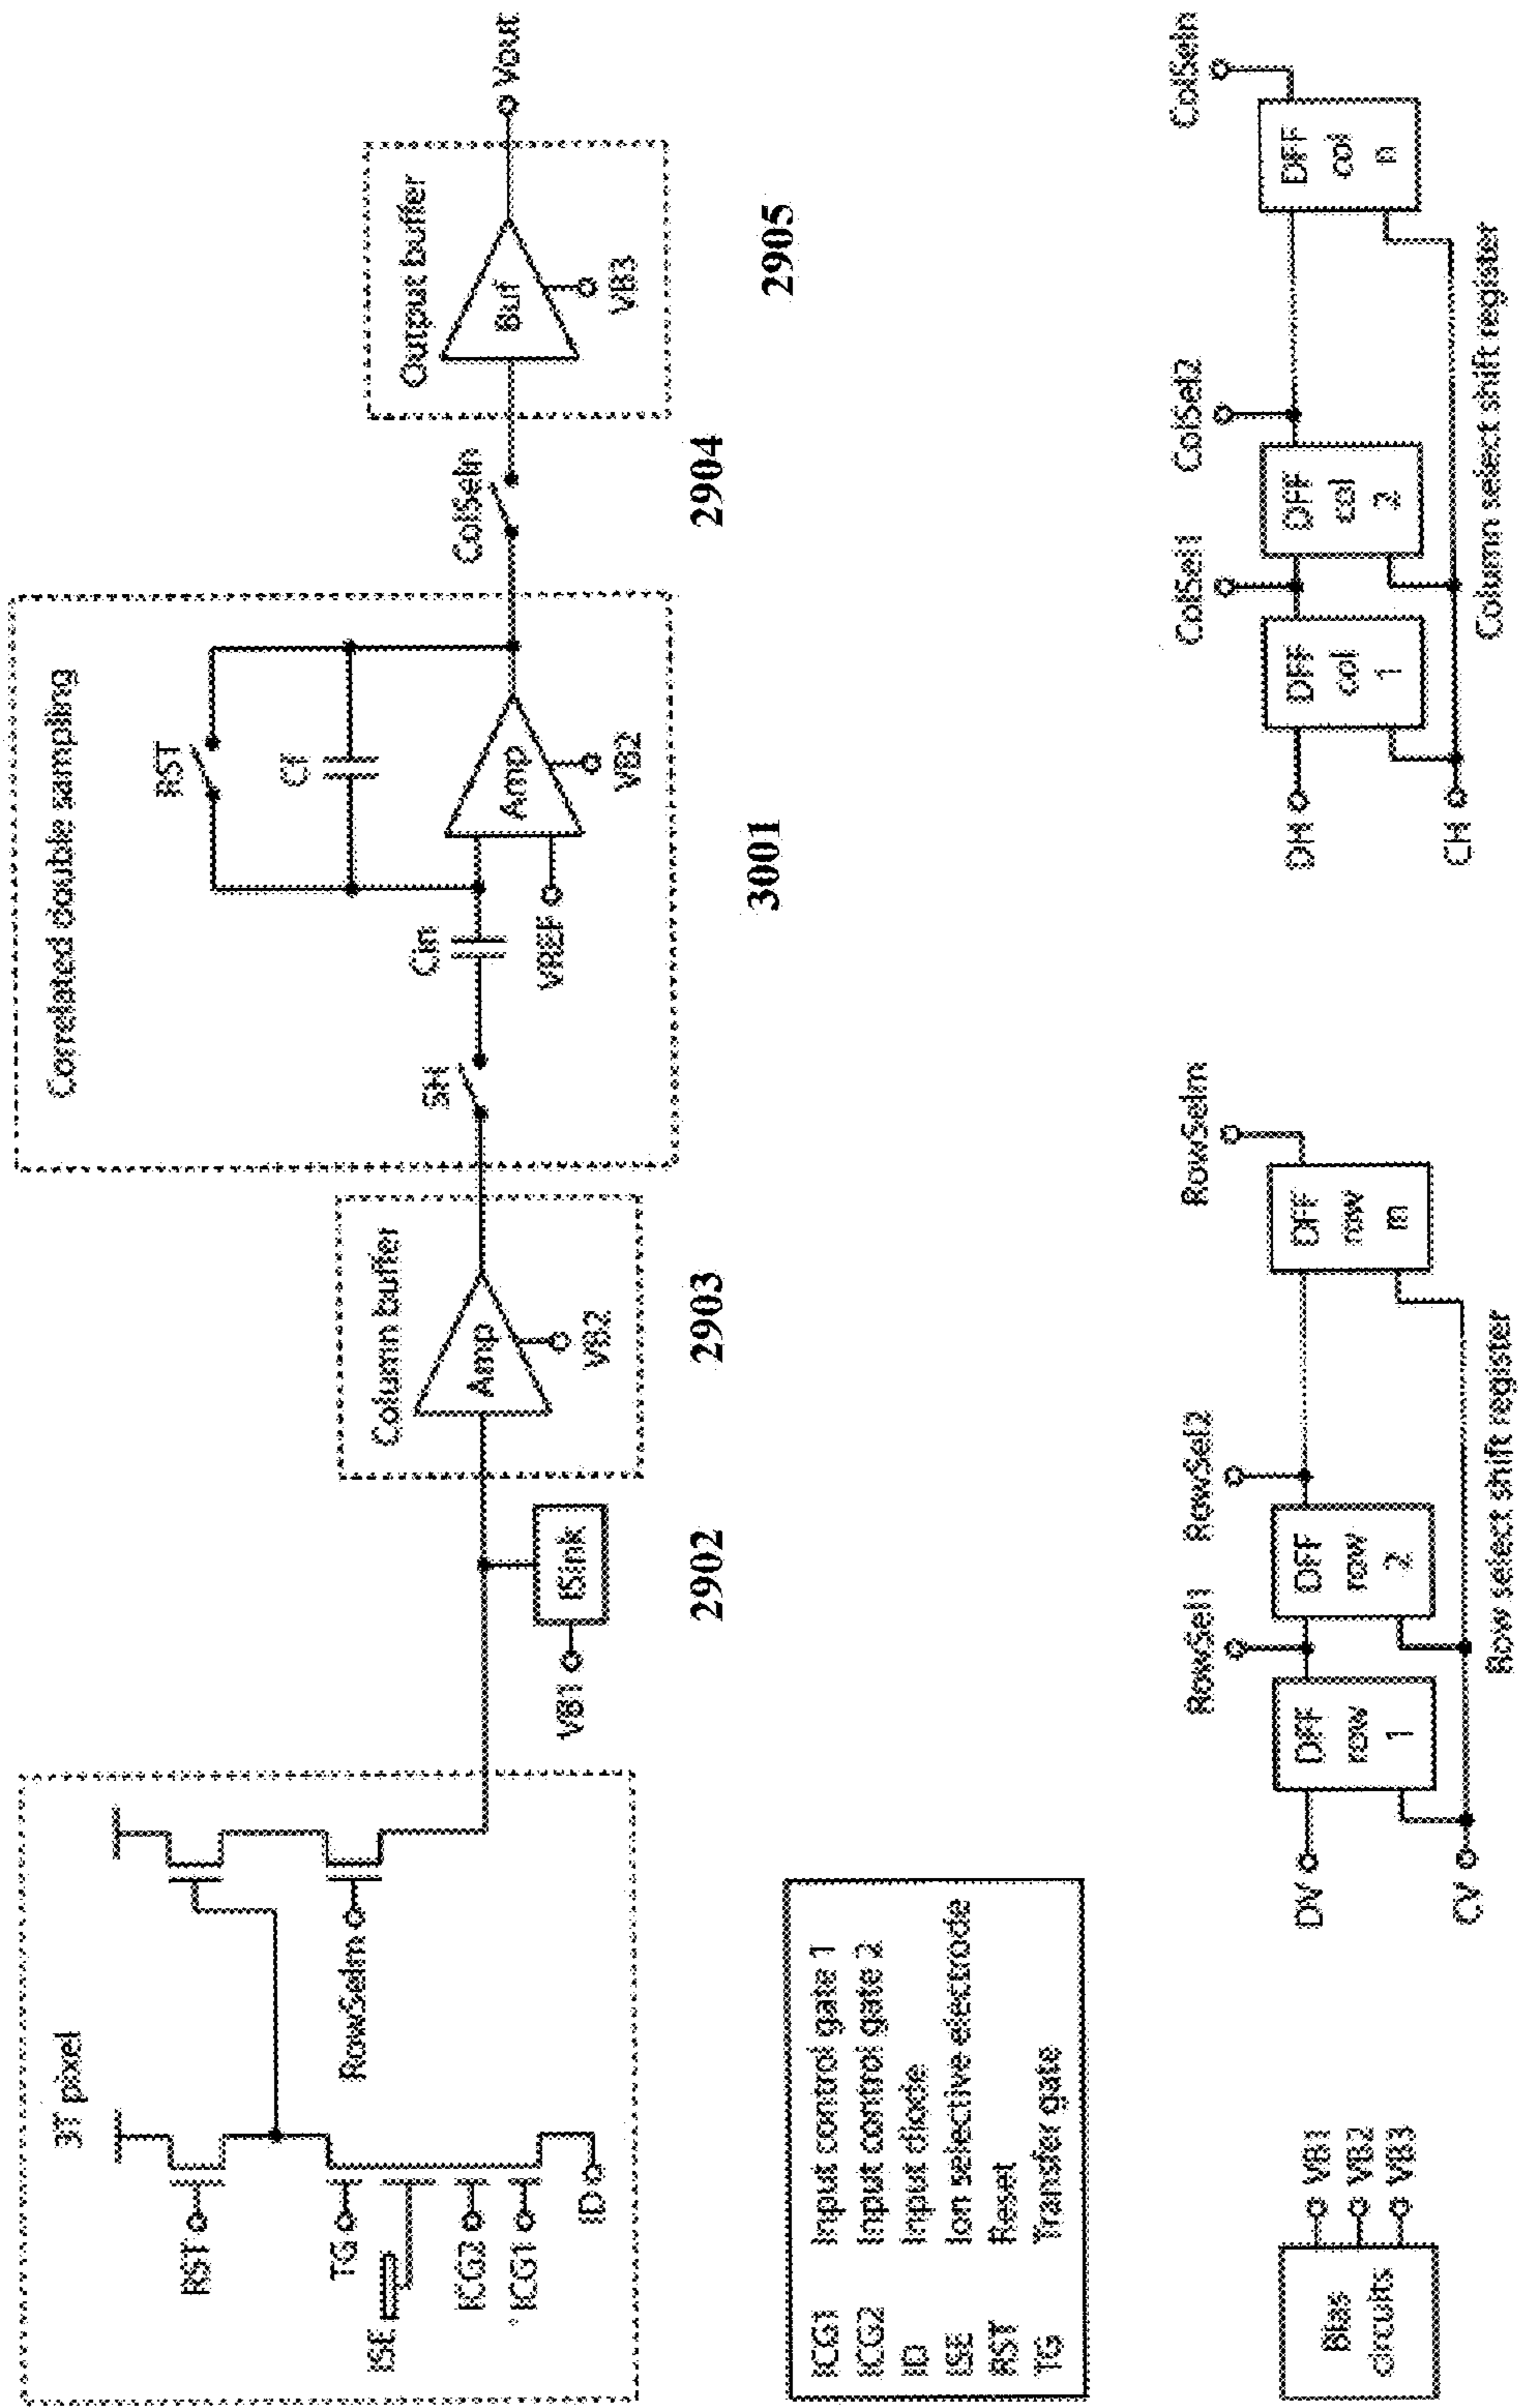 3T pixel
RST
TG
ISE
ICG2
ICG1
ID
RowSelm
VB1
ISink
2902
Column buffer
Amp
VB2
2903
Correlated double sampling
SH
Cin
VREF
RST
Cf
Amp
VB2
3001
ColSeln
2904
Output buffer
Buf
VB3
2905
Vout
ICG1 Input control gate 1
ICG2 Input control gate 2
ID Input diode
ISE Ion selective electrode
RST Reset
TG Transfer gate
Bias
circuits
VB1
VB2
VB3
DV
CV
DFF
row
1
RowSel1
DFF
row
2
RowSel2
DFF
row
m
RowSelm
Row select shift register
DH
CH
DFF
col
1
ColSel1
DFF
col
2
ColSel2
DFF
col
n
ColSeln
Column select shift register